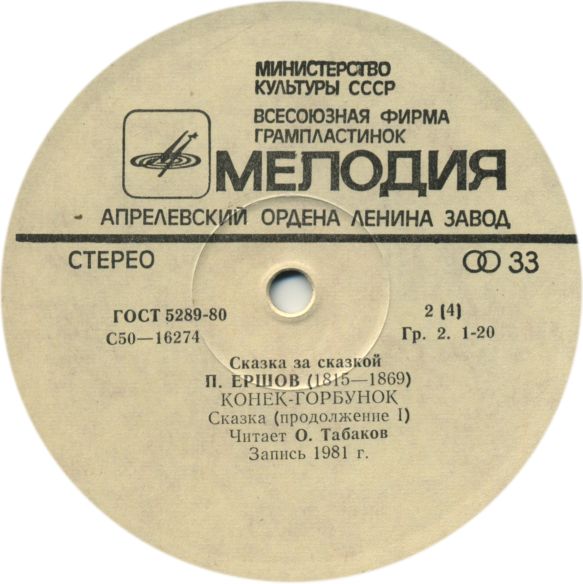 МИНИСТЕРСТВО
КУЛЬТУРЫ СССР
ВСЕСОЮЗНАЯ ФИРМА
ГРАМПЛАСТИНОК
МЕЛОДИЯ
АПРЕЛЕВСКИЙ ОРДЕНА ЛЕНИНА ЗАВОД
СТЕРЕО 33
ГОСТ 5289-80 2 (4)
С50—16274 Гр. 2. 1-20
Сказка за сказкой
П. ЕРШОВ (1815—1869)
КОНЕК-ГОРБУНОК
Сказка (продолжение I)
Читает О. Табаков
Запись 1981 г.